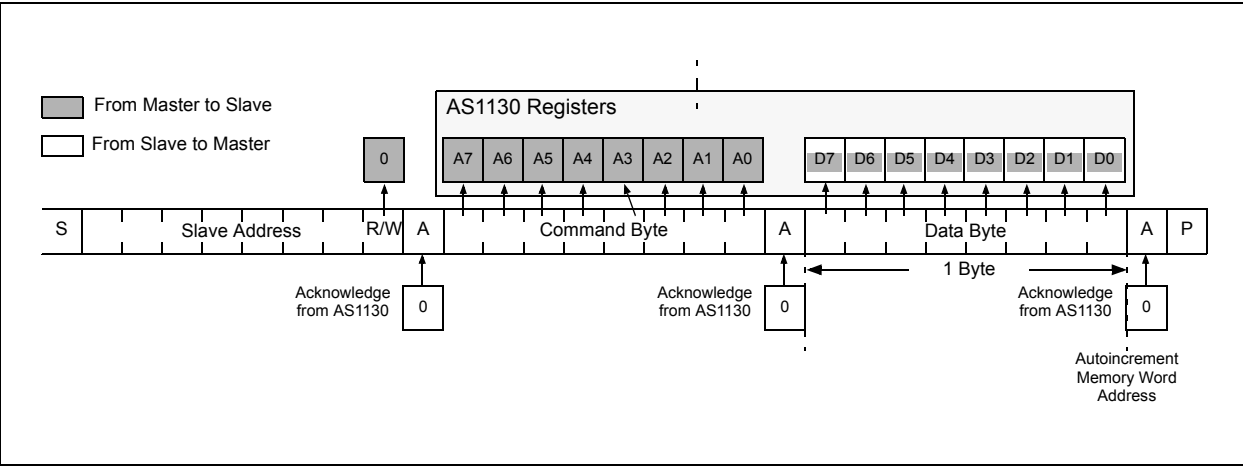 From Master to Slave
From Slave to Master
AS1130 Registers
0 A7 A6 A5 A4 A3 A2 A1 A0 D7 D6 D5 D4 D3 D2 D1 D0
S Slave Address R/W A Command Byte A Data Byte A P
1 Byte
Acknowledge
from AS1130
0
Acknowledge
from AS1130
0
Acknowledge
from AS1130
0
Autoincrement
Memory Word
Address